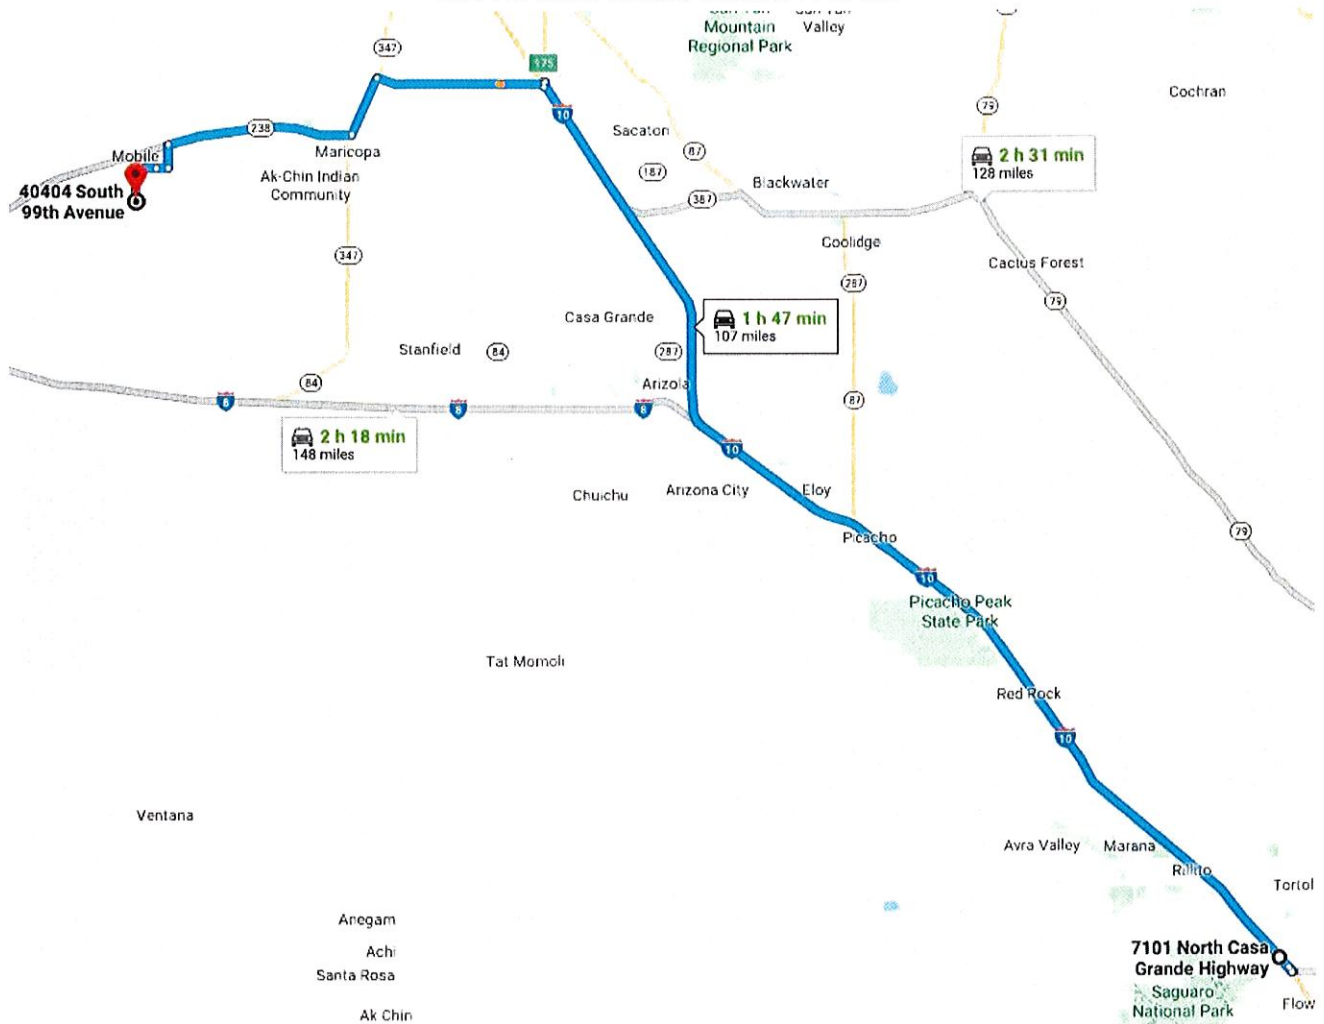 347
Mountain
Valley
Regional Park
175
79
Cochran
10
Sacaton
238
Mobile
Maricopa
87
2 h 31 min
128 miles
187
Ak-Chin Indian
Community
Blackwater
40404 South
99th Avenue
387
Coolidge
347
Cactus Forest
287
79
Casa Grande
1 h 47 min
107 miles
Stanfield
84
287
84
Arizola
8
8
8
87
2 h 18 min
148 miles
10
Chuichu
Arizona City
Eloy
79
Picacho
10
Picacho Peak
State Park
Tat Momoli
Red Rock
10
Ventana
Avra Valley
Marana
Rillito
Tortol
Anegam
7101 North Casa
Grande Highway
Achi
Santa Rosa
Saguaro
National Park
Flow
Ak Chin